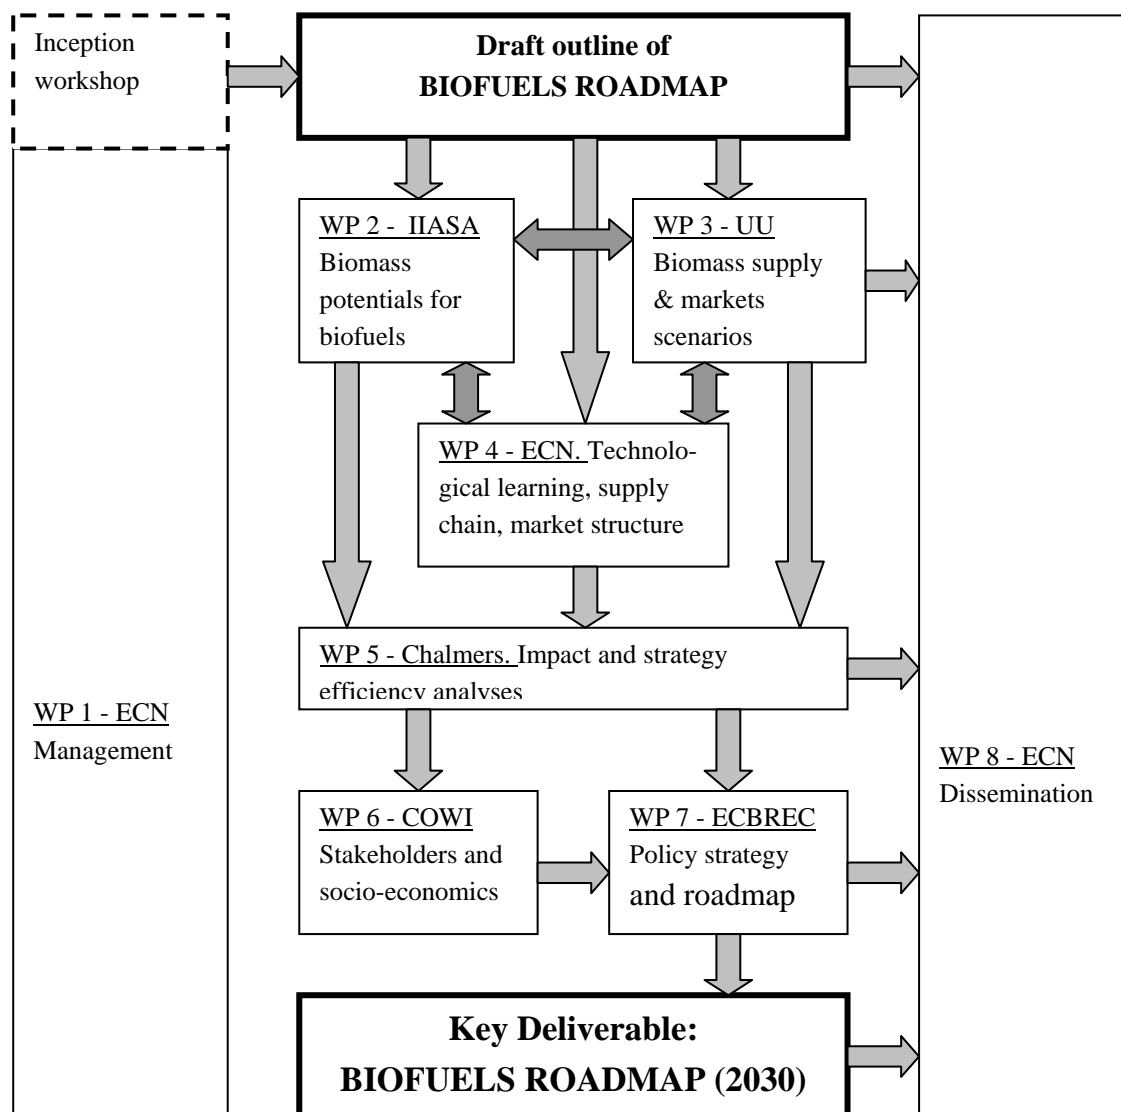 Inception
workshop
Draft outline of
BIOFUELS ROADMAP
WP 2 - IIASA
Biomass
potentials for
biofuels
WP 3 - UU
Biomass supply
& markets
scenarios
WP 4 - ECN. Technolo-
gical learning, supply
chain, market structure
WP 5 - Chalmers. Impact and strategy
efficiency analyses
WP 1 - ECN
Management
WP 8 - ECN
Dissemination
WP 6 - COWI
Stakeholders and
socio-economics
WP 7 - ECBREC
Policy strategy
and roadmap
Key Deliverable:
BIOFUELS ROADMAP (2030)